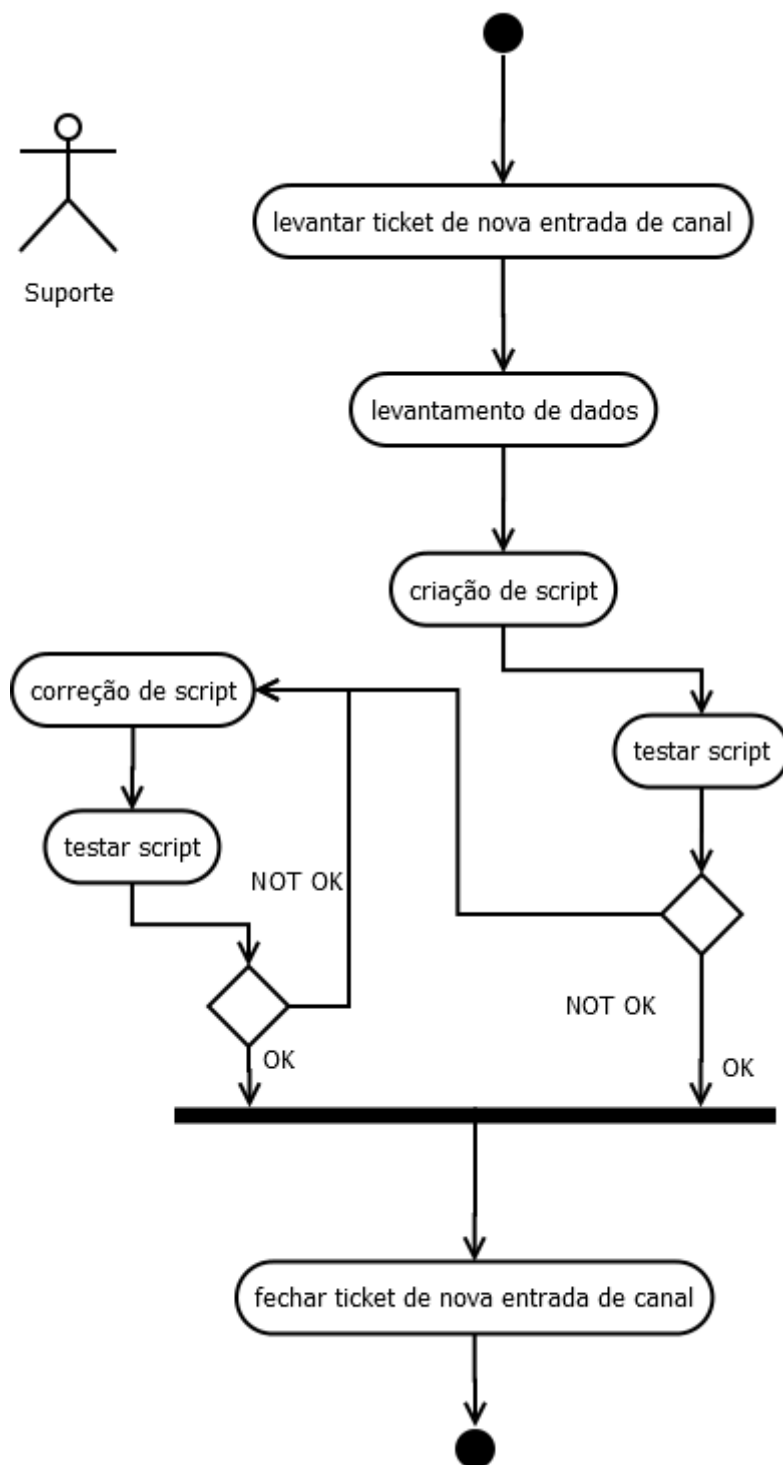 levantar ticket de nova entrada de canal
Suporte
levantamento de dados
criação de script
correção de script
testar script
testar script
NOT OK
NOT OK
OK
OK
fechar ticket de nova entrada de canal